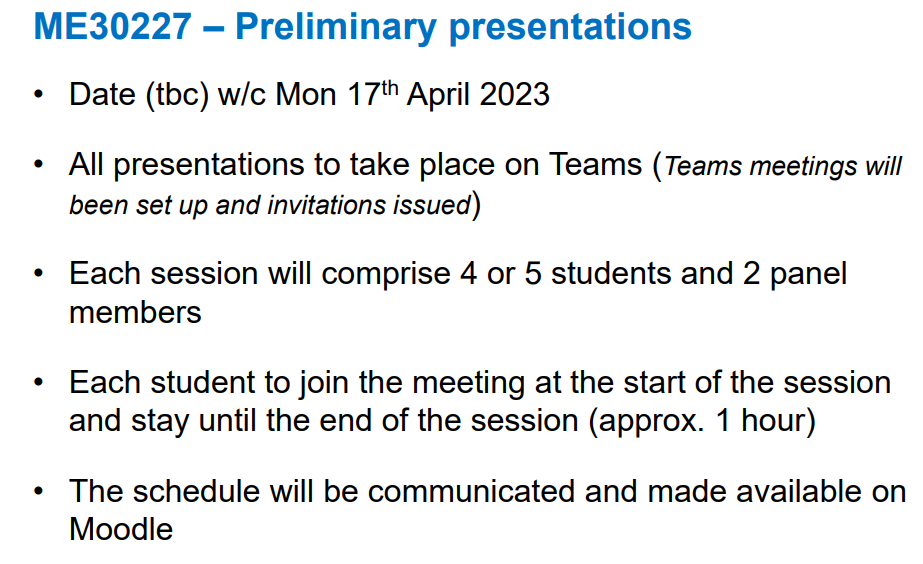 ME30227 – Preliminary presentations
• Date (tbc) w/c Mon 17th April 2023
• All presentations to take place on Teams (Teams meetings will
been set up and invitations issued)
• Each session will comprise 4 or 5 students and 2 panel
members
• Each student to join the meeting at the start of the session
and stay until the end of the session (approx. 1 hour)
• The schedule will be communicated and made available on
Moodle